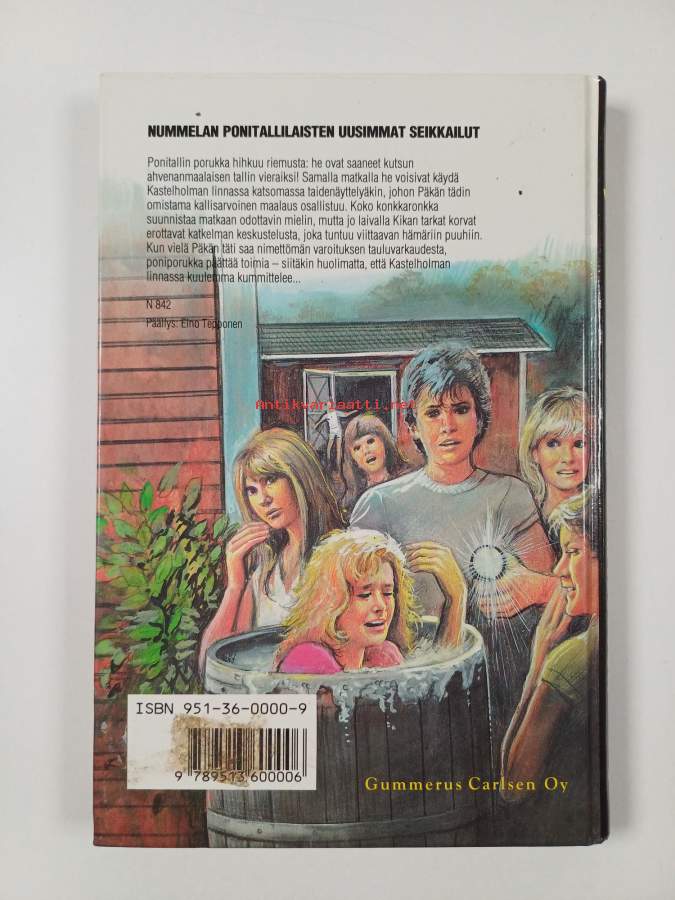 NUMMELAN PONITALLILAISTEN UUSIMMAT SEIKKAILUT
Ponitallin porukka hihkuu riemusta: he ovat saaneet kutsun
ahvenanmaalaisen tallin vieraiksi! Samalla matkalla he voisivat käydä
Kastelholman linnassa katsomassa taidenäyttelyäkin, johon Päkän tädin
omistama kallisarvoinen maalaus osallistuu. Koko konkkaronkka
suunnistaa matkaan odottavin mielin, mutta jo laivalla Kikan tarkat korvat
erottavat katkelman keskustelusta, joka tuntuu viittaavan hämäriin puuhiin.
Kun vielä Päkän täti saa nimettömän varoituksen tauluvarkaudesta,
poniporukka päättää toimia – siitäkin huolimatta, että Kastelholman
linnassa kuulemma kummittelee...
N 842
Päällys: Eino Tepponen
Antikvariaatti.net
ISBN 951-36-0000-9
9 789513 600006
Gummerus Carlsen Oy